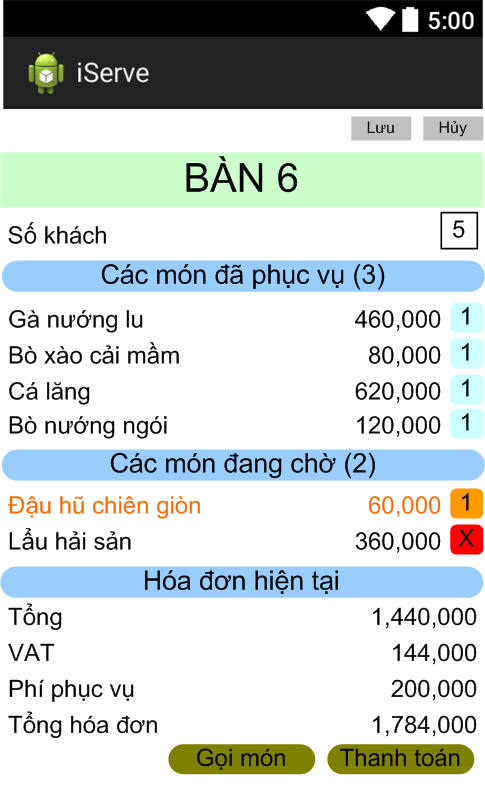 5:00
iServe
Lưu Hủy
BÀN 6
Số khách 5
Các món đã phục vụ (3)
Gà nướng lu 460,000 1
Bò xào cải mầm 80,000 1
Cá lăng 620,000 1
Bò nướng ngói 120,000 1
Các món đang chờ (2)
Đậu hũ chiên giòn 60,000 1
Lẩu hải sản 360,000 X
Hóa đơn hiện tại
Tổng 1,440,000
VAT 144,000
Phí phục vụ 200,000
Tổng hóa đơn 1,784,000
Gọi món Thanh toán